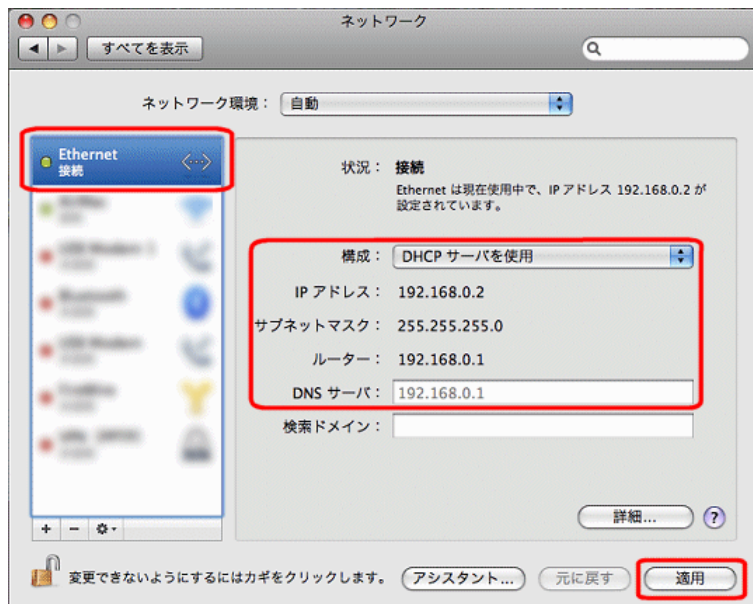 ネットワーク
すべてを表示
ネットワーク環境： 自動
Ethernet
接続
状況： 接続
Ethernet は現在使用中で、IP アドレス 192.168.0.2 が
設定されています。
構成： DHCP サーバを使用
IP アドレス： 192.168.0.2
サブネットマスク： 255.255.255.0
ルーター： 192.168.0.1
DNS サーバ： 192.168.0.1
検索ドメイン：
詳細... ?
変更できないようにするにはカギをクリックします。 アシスタント... 元に戻す 適用